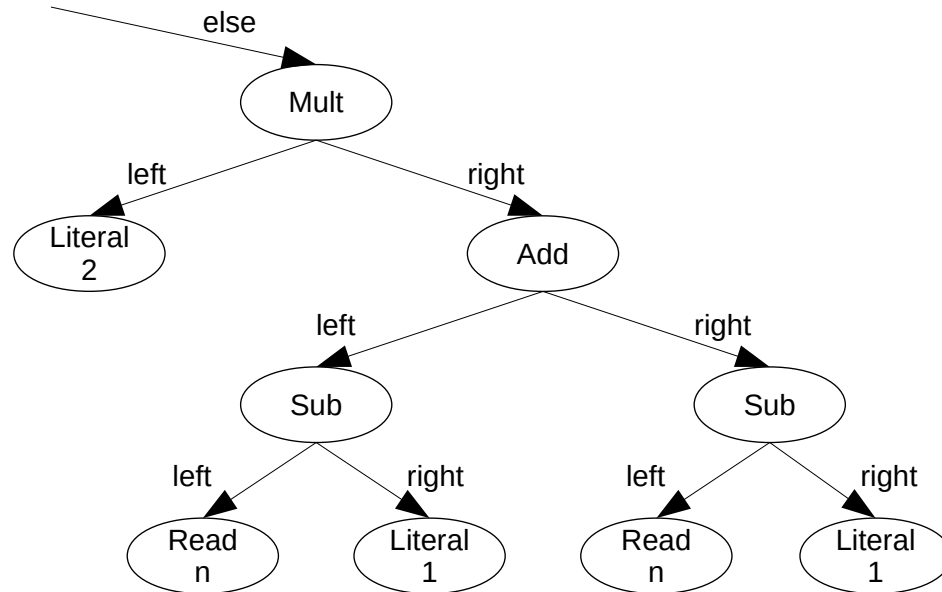 else
Mult
left
right
Literal
2
Add
left
right
Sub
Sub
left
right
left
right
Read
n
Literal
1
Read
n
Literal
1